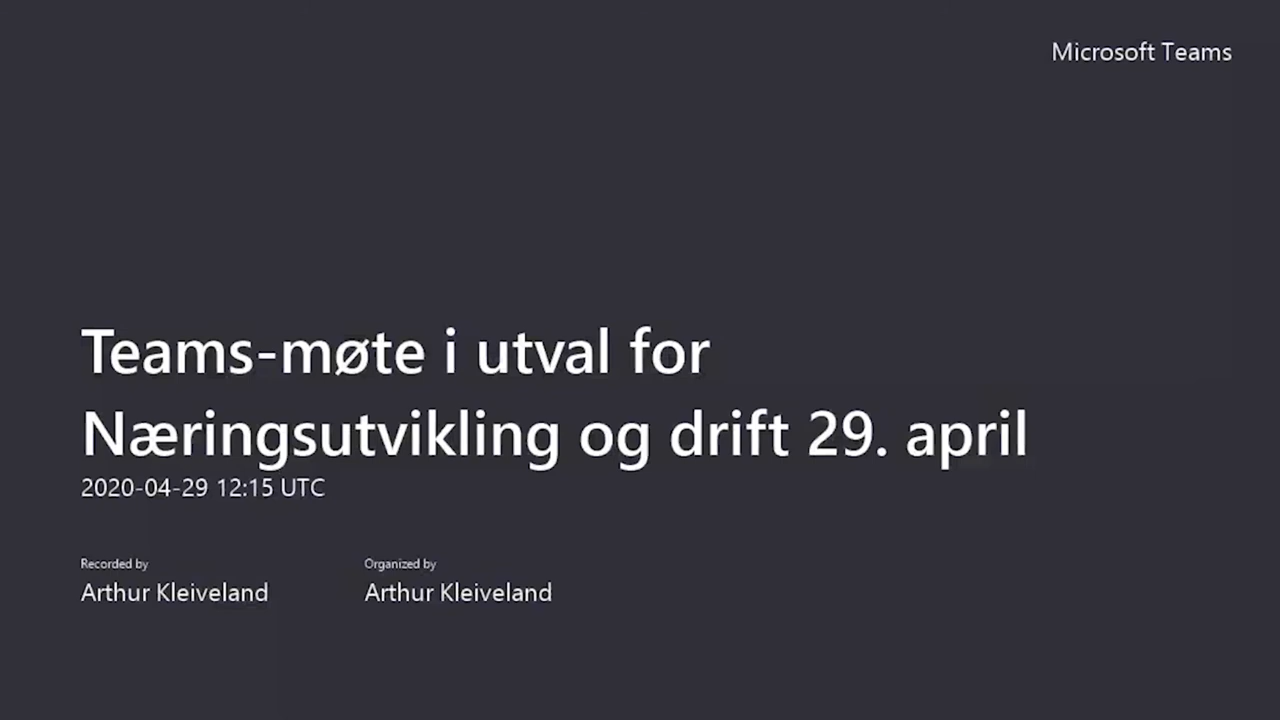 Microsoft Teams
Teams-møte i utval for
Næringsutvikling og drift 29. april
2020-04-29 12:15 UTC
Recorded by
Arthur Kleiveland
Organized by
Arthur Kleiveland